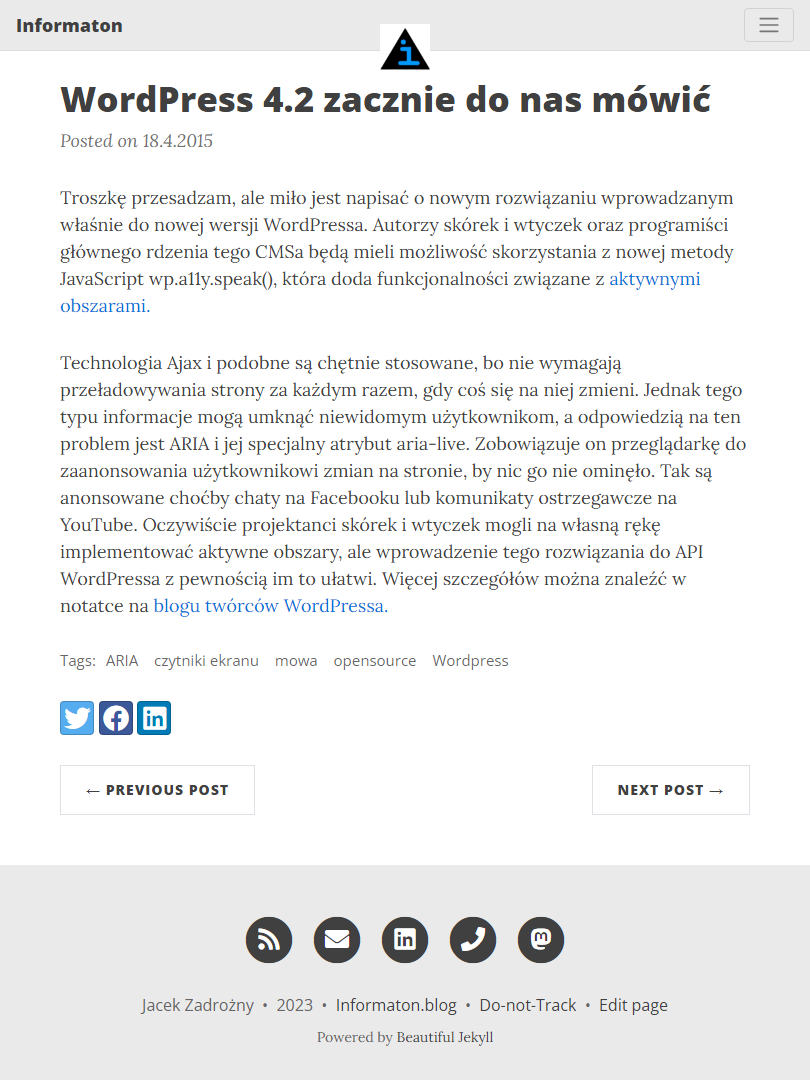 Informaton
i
WordPress 4.2 zacznie do nas mówić
Posted on 18.4.2015
Troszkę przesadzam, ale miło jest napisać o nowym rozwiązaniu wprowadzanym
właśnie do nowej wersji WordPressa. Autorzy skórek i wtyczek oraz programiści
głównego rdzenia tego CMSa będą mieli możliwość skorzystania z nowej metody
JavaScript wp.a11y.speak(), która doda funkcjonalności związane z aktywnymi
obszarami.
Technologia Ajax i podobne są chętnie stosowane, bo nie wymagają
przeładowywania strony za każdym razem, gdy coś się na niej zmieni. Jednak tego
typu informacje mogą umknąć niewidomym użytkownikom, a odpowiedzią na ten
problem jest ARIA i jej specjalny atrybut aria-live. Zobowiązuje on przeglądarkę do
zaanonsowania użytkownikowi zmian na stronie, by nic go nie ominęło. Tak są
anonsowane choćby chaty na Facebooku lub komunikaty ostrzegawcze na
YouTube. Oczywiście projektanci skórek i wtyczek mogli na własną rękę
implementować aktywne obszary, ale wprowadzenie tego rozwiązania do API
WordPressa z pewnością im to ułatwi. Więcej szczegółów można znaleźć w
notatce na blogu twórców WordPressa.
Tags: ARIA czytniki ekranu mowa opensource Wordpress
← PREVIOUS POST NEXT POST →
Jacek Zadrożny • 2023 • Informaton.blog • Do-not-Track • Edit page
Powered by Beautiful Jekyll